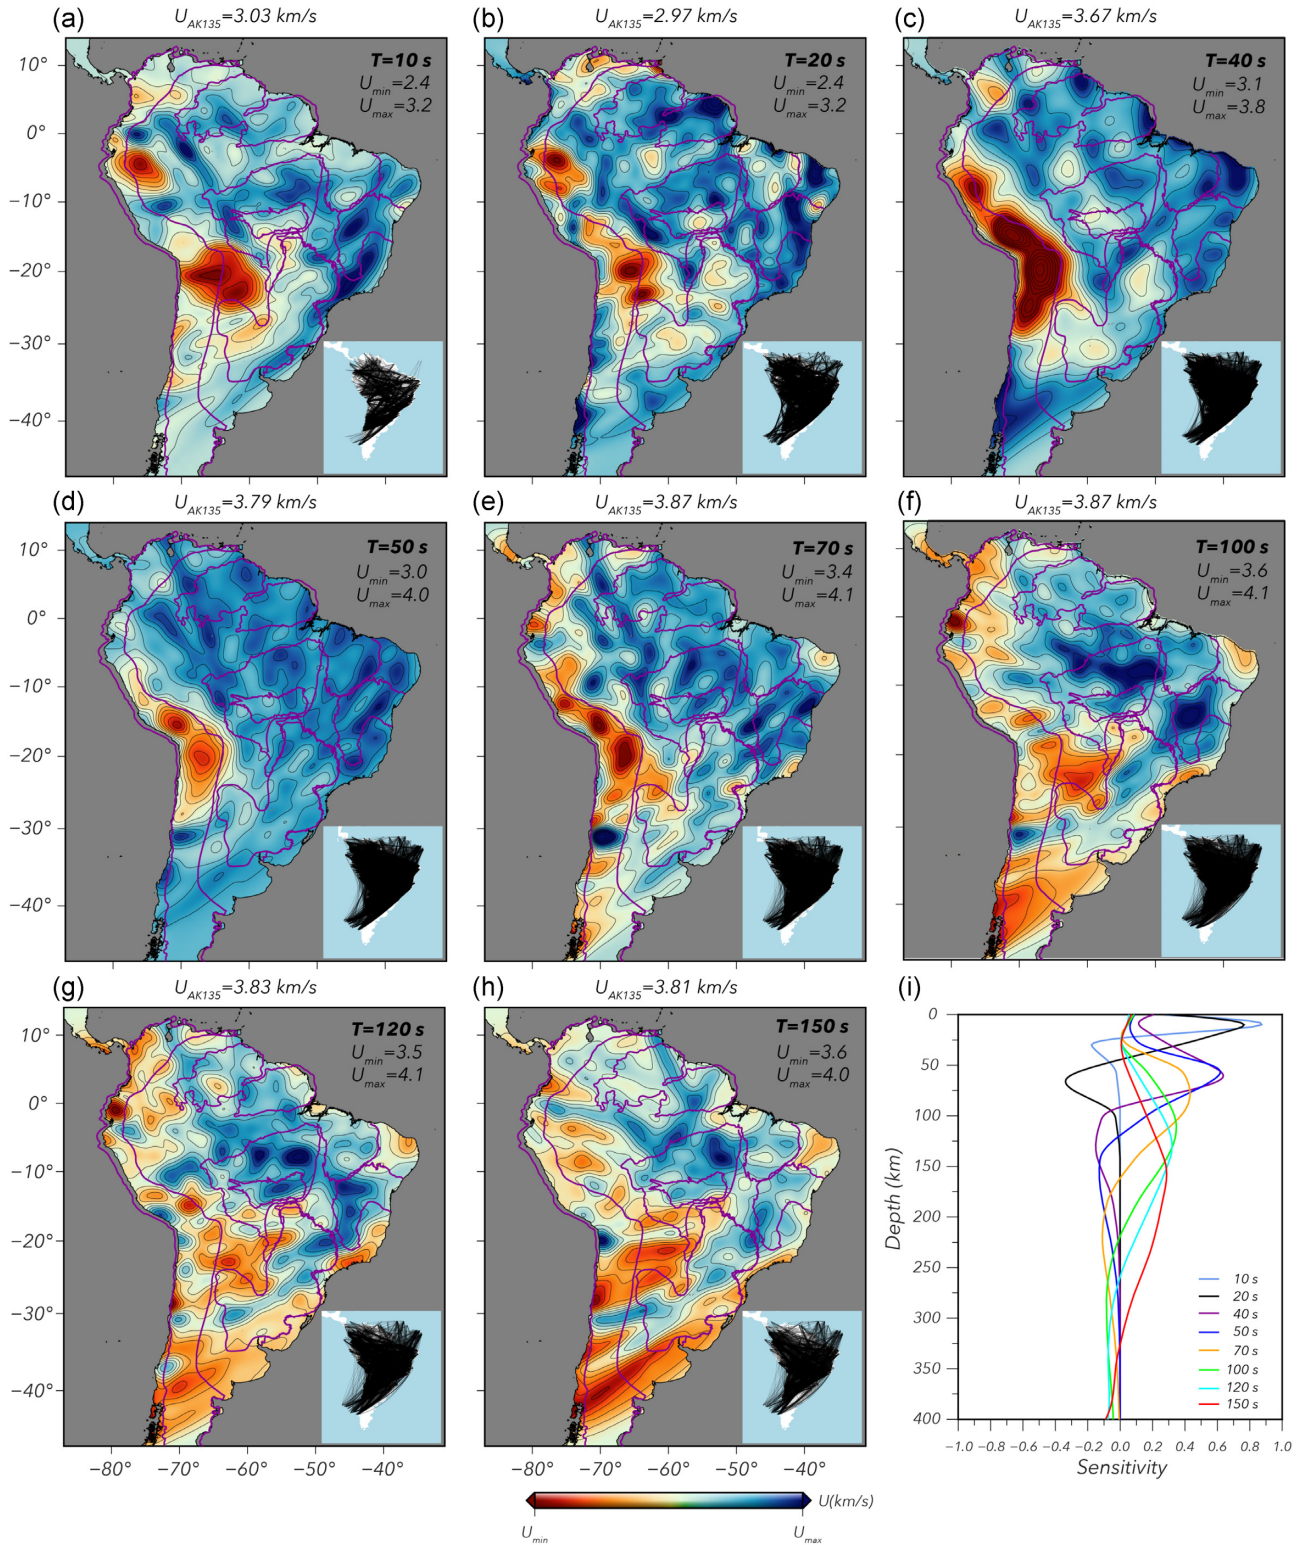 (a) U_AK135=3.03 km/s
(b) U_AK135=2.97 km/s
(c) U_AK135=3.67 km/s
T=10 s
U_min=2.4
U_max=3.2
T=20 s
U_min=2.4
U_max=3.2
T=40 s
U_min=3.1
U_max=3.8
10°
0°
−10°
−20°
−30°
−40°
(d) U_AK135=3.79 km/s
(e) U_AK135=3.87 km/s
(f) U_AK135=3.87 km/s
T=50 s
U_min=3.0
U_max=4.0
T=70 s
U_min=3.4
U_max=4.1
T=100 s
U_min=3.6
U_max=4.1
10°
0°
−10°
−20°
−30°
−40°
(g) U_AK135=3.83 km/s
(h) U_AK135=3.81 km/s
(i)
T=120 s
U_min=3.5
U_max=4.1
T=150 s
U_min=3.6
U_max=4.0
10°
0°
−10°
−20°
−30°
−40°
−80° −70° −60° −50° −40°
−80° −70° −60° −50° −40°
0
50
100
150
200
250
300
350
400
Depth (km)
10 s
20 s
40 s
50 s
70 s
100 s
120 s
150 s
−1.0 −0.8 −0.6 −0.4 −0.2 0.0 0.2 0.4 0.6 0.8 1.0
Sensitivity
U(km/s)
U_min U_max